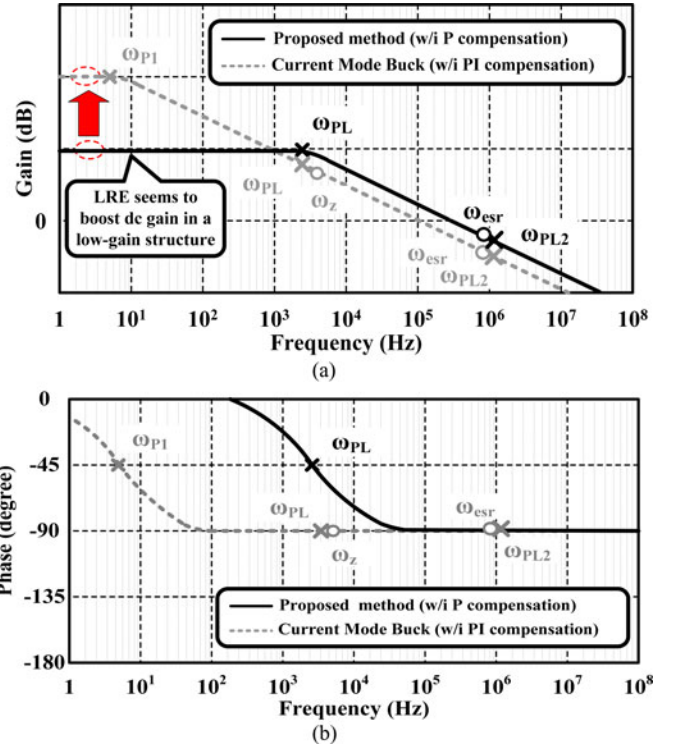 ωP1
Proposed method (w/i P compensation)
Current Mode Buck (w/i PI compensation)
Gain (dB)
0
ωPL
ωPL
ωz
LRE seems to
boost dc gain in a
low-gain structure
ωesr
ωPL2
ωesr
ωPL2
1 10¹ 10² 10³ 10⁴ 10⁵ 10⁶ 10⁷ 10⁸
Frequency (Hz)
(a)
Phase (degree)
0
-45
-90
-135
-180
ωP1
ωPL
ωPL
ωz
ωesr
ωPL2
Proposed method (w/i P compensation)
Current Mode Buck (w/i PI compensation)
1 10¹ 10² 10³ 10⁴ 10⁵ 10⁶ 10⁷ 10⁸
Frequency (Hz)
(b)